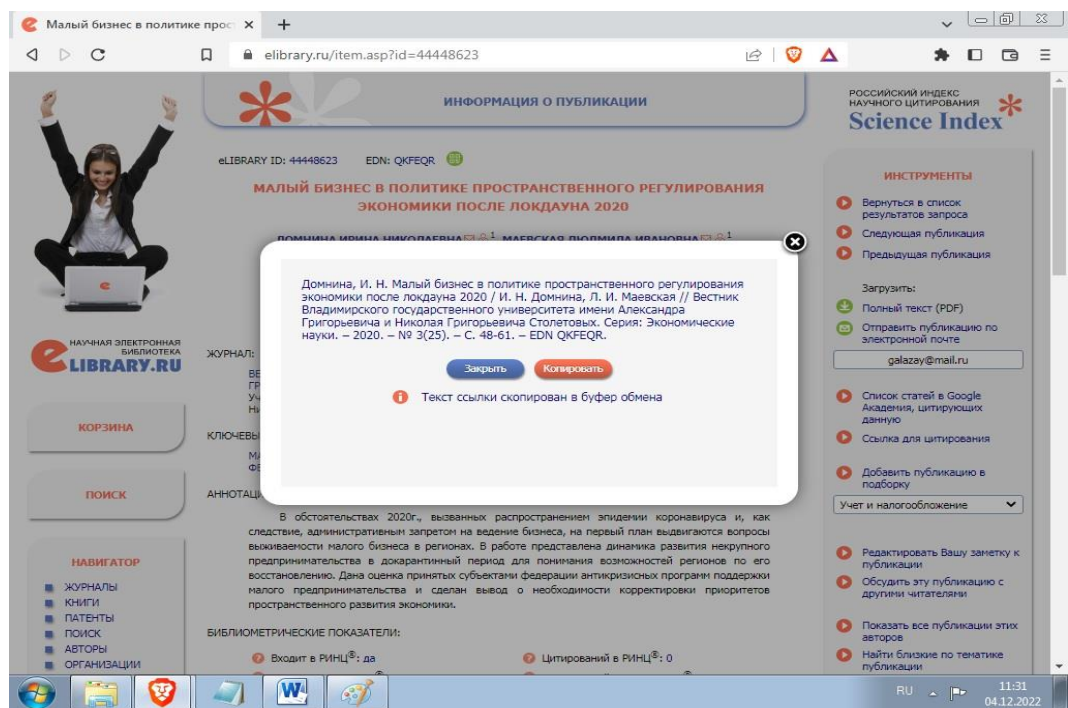 Малый бизнес в политике прос
elibrary.ru/item.asp?id=44448623
ИНФОРМАЦИЯ О ПУБЛИКАЦИИ
eLIBRARY ID: 44448623 EDN: QKFEQR
МАЛЫЙ БИЗНЕС В ПОЛИТИКЕ ПРОСТРАНСТВЕННОГО РЕГУЛИРОВАНИЯ
ЭКОНОМИКИ ПОСЛЕ ЛОКДАУНА 2020
ДОМНИНА ИРИНА НИКОЛАЕВНА 1, МАЕВСКАЯ ЛЮДМИЛА ИВАНОВНА 1
Домнина, И. Н. Малый бизнес в политике пространственного регулирования
экономики после локдауна 2020 / И. Н. Домнина, Л. И. Маевская // Вестник
Владимирского государственного университета имени Александра
Григорьевича и Николая Григорьевича Столетовых. Серия: Экономические
науки. – 2020. – № 3(25). – С. 48-61. – EDN QKFEQR.
Закрыть
Копировать
Текст ссылки скопирован в буфер обмена
ЖУРНАЛ:
КЛЮЧЕВЫ
АННОТАЦИ
В обстоятельствах 2020г., вызванных распространением эпидемии коронавируса и, как
следствие, административным запретом на ведение бизнеса, на первый план выдвигаются вопросы
выживаемости малого бизнеса в регионах. В работе представлена динамика развития некрупного
предпринимательства в докарантинный период для понимания возможностей регионов по его
восстановлению. Дана оценка принятых субъектами федерации антикризисных программ поддержки
малого предпринимательства и сделан вывод о необходимости корректировки приоритетов
пространственного развития экономики.
БИБЛИОМЕТРИЧЕСКИЕ ПОКАЗАТЕЛИ:
Входит в РИНЦ®: да
Цитирований в РИНЦ®: 0
НАУЧНАЯ ЭЛЕКТРОННАЯ
БИБЛИОТЕКА
LIBRARY.RU
КОРЗИНА
ПОИСК
НАВИГАТОР
ЖУРНАЛЫ
КНИГИ
ПАТЕНТЫ
ПОИСК
АВТОРЫ
ОРГАНИЗАЦИИ
РОССИЙСКИЙ ИНДЕКС
НАУЧНОГО ЦИТИРОВАНИЯ
Science Index
ИНСТРУМЕНТЫ
Вернуться в список
результатов запроса
Следующая публикация
Предыдущая публикация
Загрузить:
Полный текст (PDF)
Отправить публикацию по
электронной почте
galazay@mail.ru
Список статей в Google
Академия, цитирующих
данную
Ссылка для цитирования
Добавить публикацию в
подборку
Учет и налогообложение
Редактировать Вашу заметку к
публикации
Обсудить эту публикацию с
другими читателями
Показать все публикации этих
авторов
Найти близкие по тематике
публикации
RU
11:31
04.12.2022